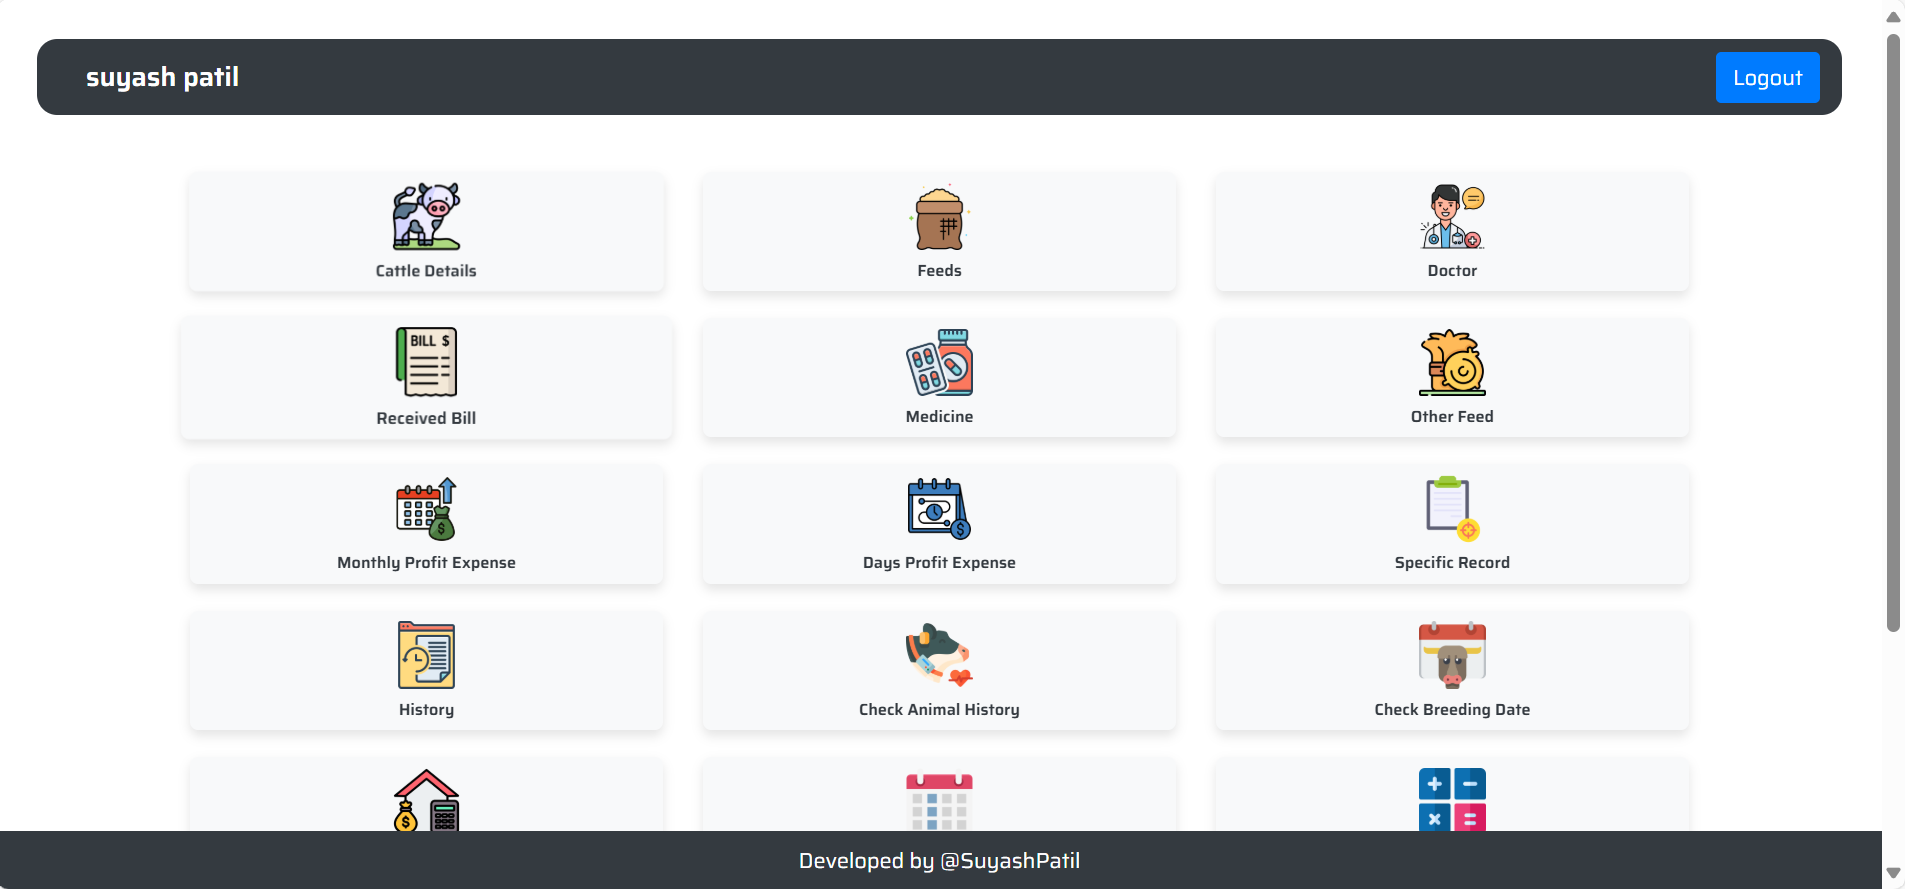 suyash patil
Logout
Cattle Details
Feeds
Doctor
BILL $
Received Bill
Medicine
Other Feed
$
Monthly Profit Expense
$
Days Profit Expense
Specific Record
History
Check Animal History
Check Breeding Date
$
+ −
× =
Developed by @SuyashPatil